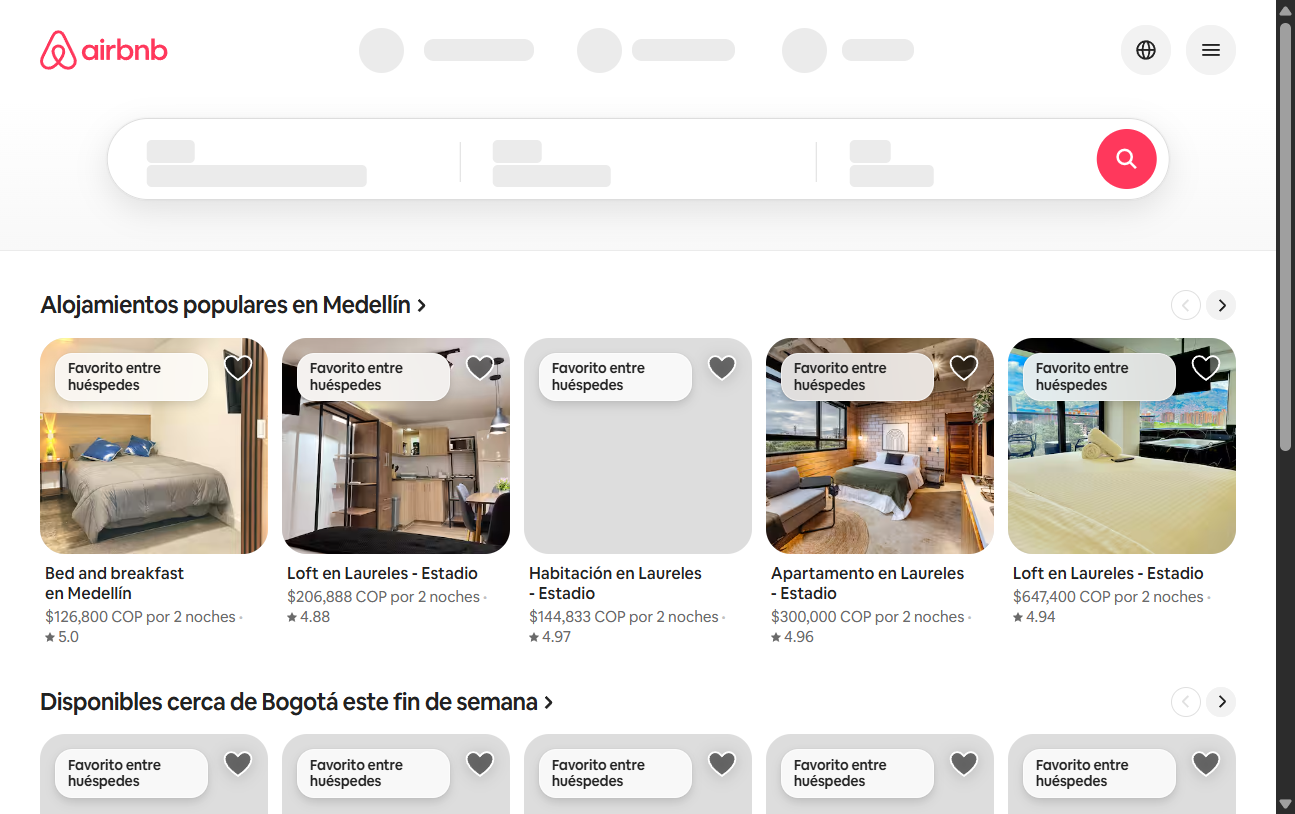 airbnb
Alojamientos populares en Medellín
Favorito entre
huéspedes
Favorito entre
huéspedes
Favorito entre
huéspedes
Favorito entre
huéspedes
Favorito entre
huéspedes
Bed and breakfast
en Medellín
$126,800 COP por 2 noches ·
★ 5.0
Loft en Laureles - Estadio
$206,888 COP por 2 noches ·
★ 4.88
Habitación en Laureles
- Estadio
$144,833 COP por 2 noches ·
★ 4.97
Apartamento en Laureles
- Estadio
$300,000 COP por 2 noches ·
★ 4.96
Loft en Laureles - Estadio
$647,400 COP por 2 noches ·
★ 4.94
Disponibles cerca de Bogotá este fin de semana
Favorito entre
huéspedes
Favorito entre
huéspedes
Favorito entre
huéspedes
Favorito entre
huéspedes
Favorito entre
huéspedes